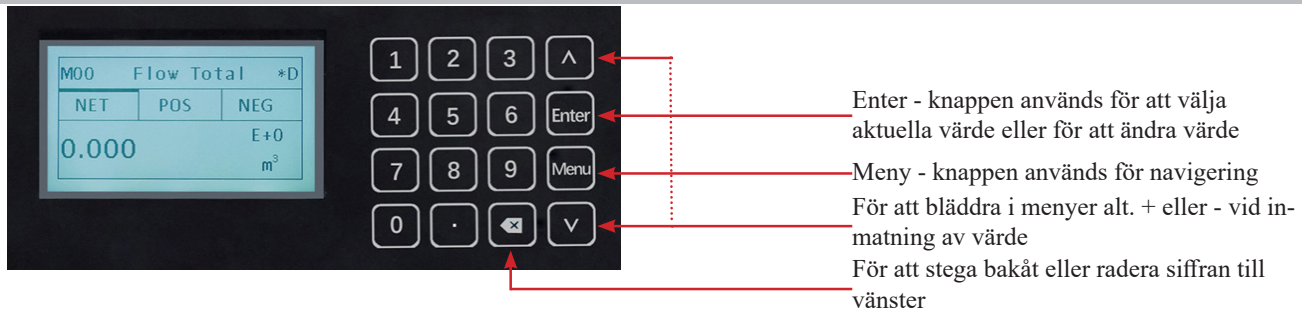 M00 Flow Total *D
NET POS NEG
0.000 E+0
m³
1 2 3 ∧
4 5 6 Enter
7 8 9 Menu
0 . ⌫ ∨
Enter - knappen används för att välja
aktuella värde eller för att ändra värde
Meny - knappen används för navigering
För att bläddra i menyer alt. + eller - vid in-
matning av värde
För att stega bakåt eller radera siffran till
vänster